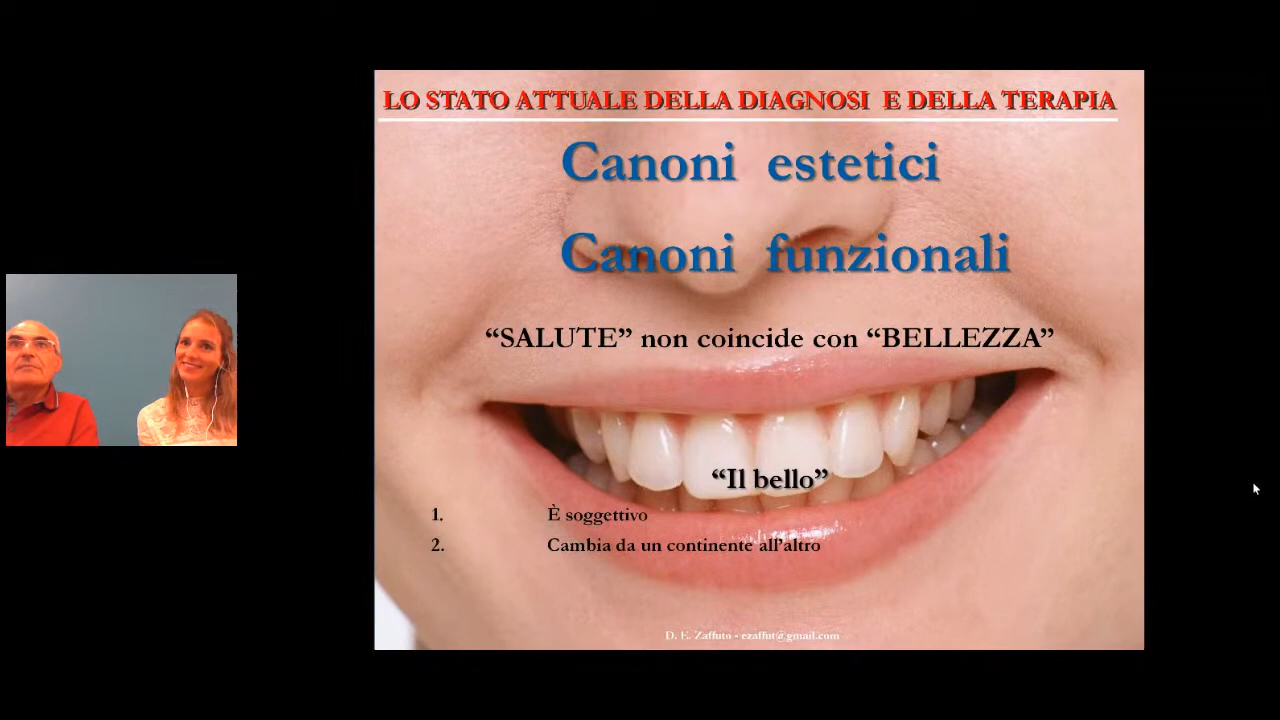 LO STATO ATTUALE DELLA DIAGNOSI E DELLA TERAPIA
Canoni estetici
Canoni funzionali
“SALUTE” non coincide con “BELLEZZA”
“Il bello”
1. È soggettivo
2. Cambia da un continente all’altro
D. E. Zaffuto - ezaffut@gmail.com